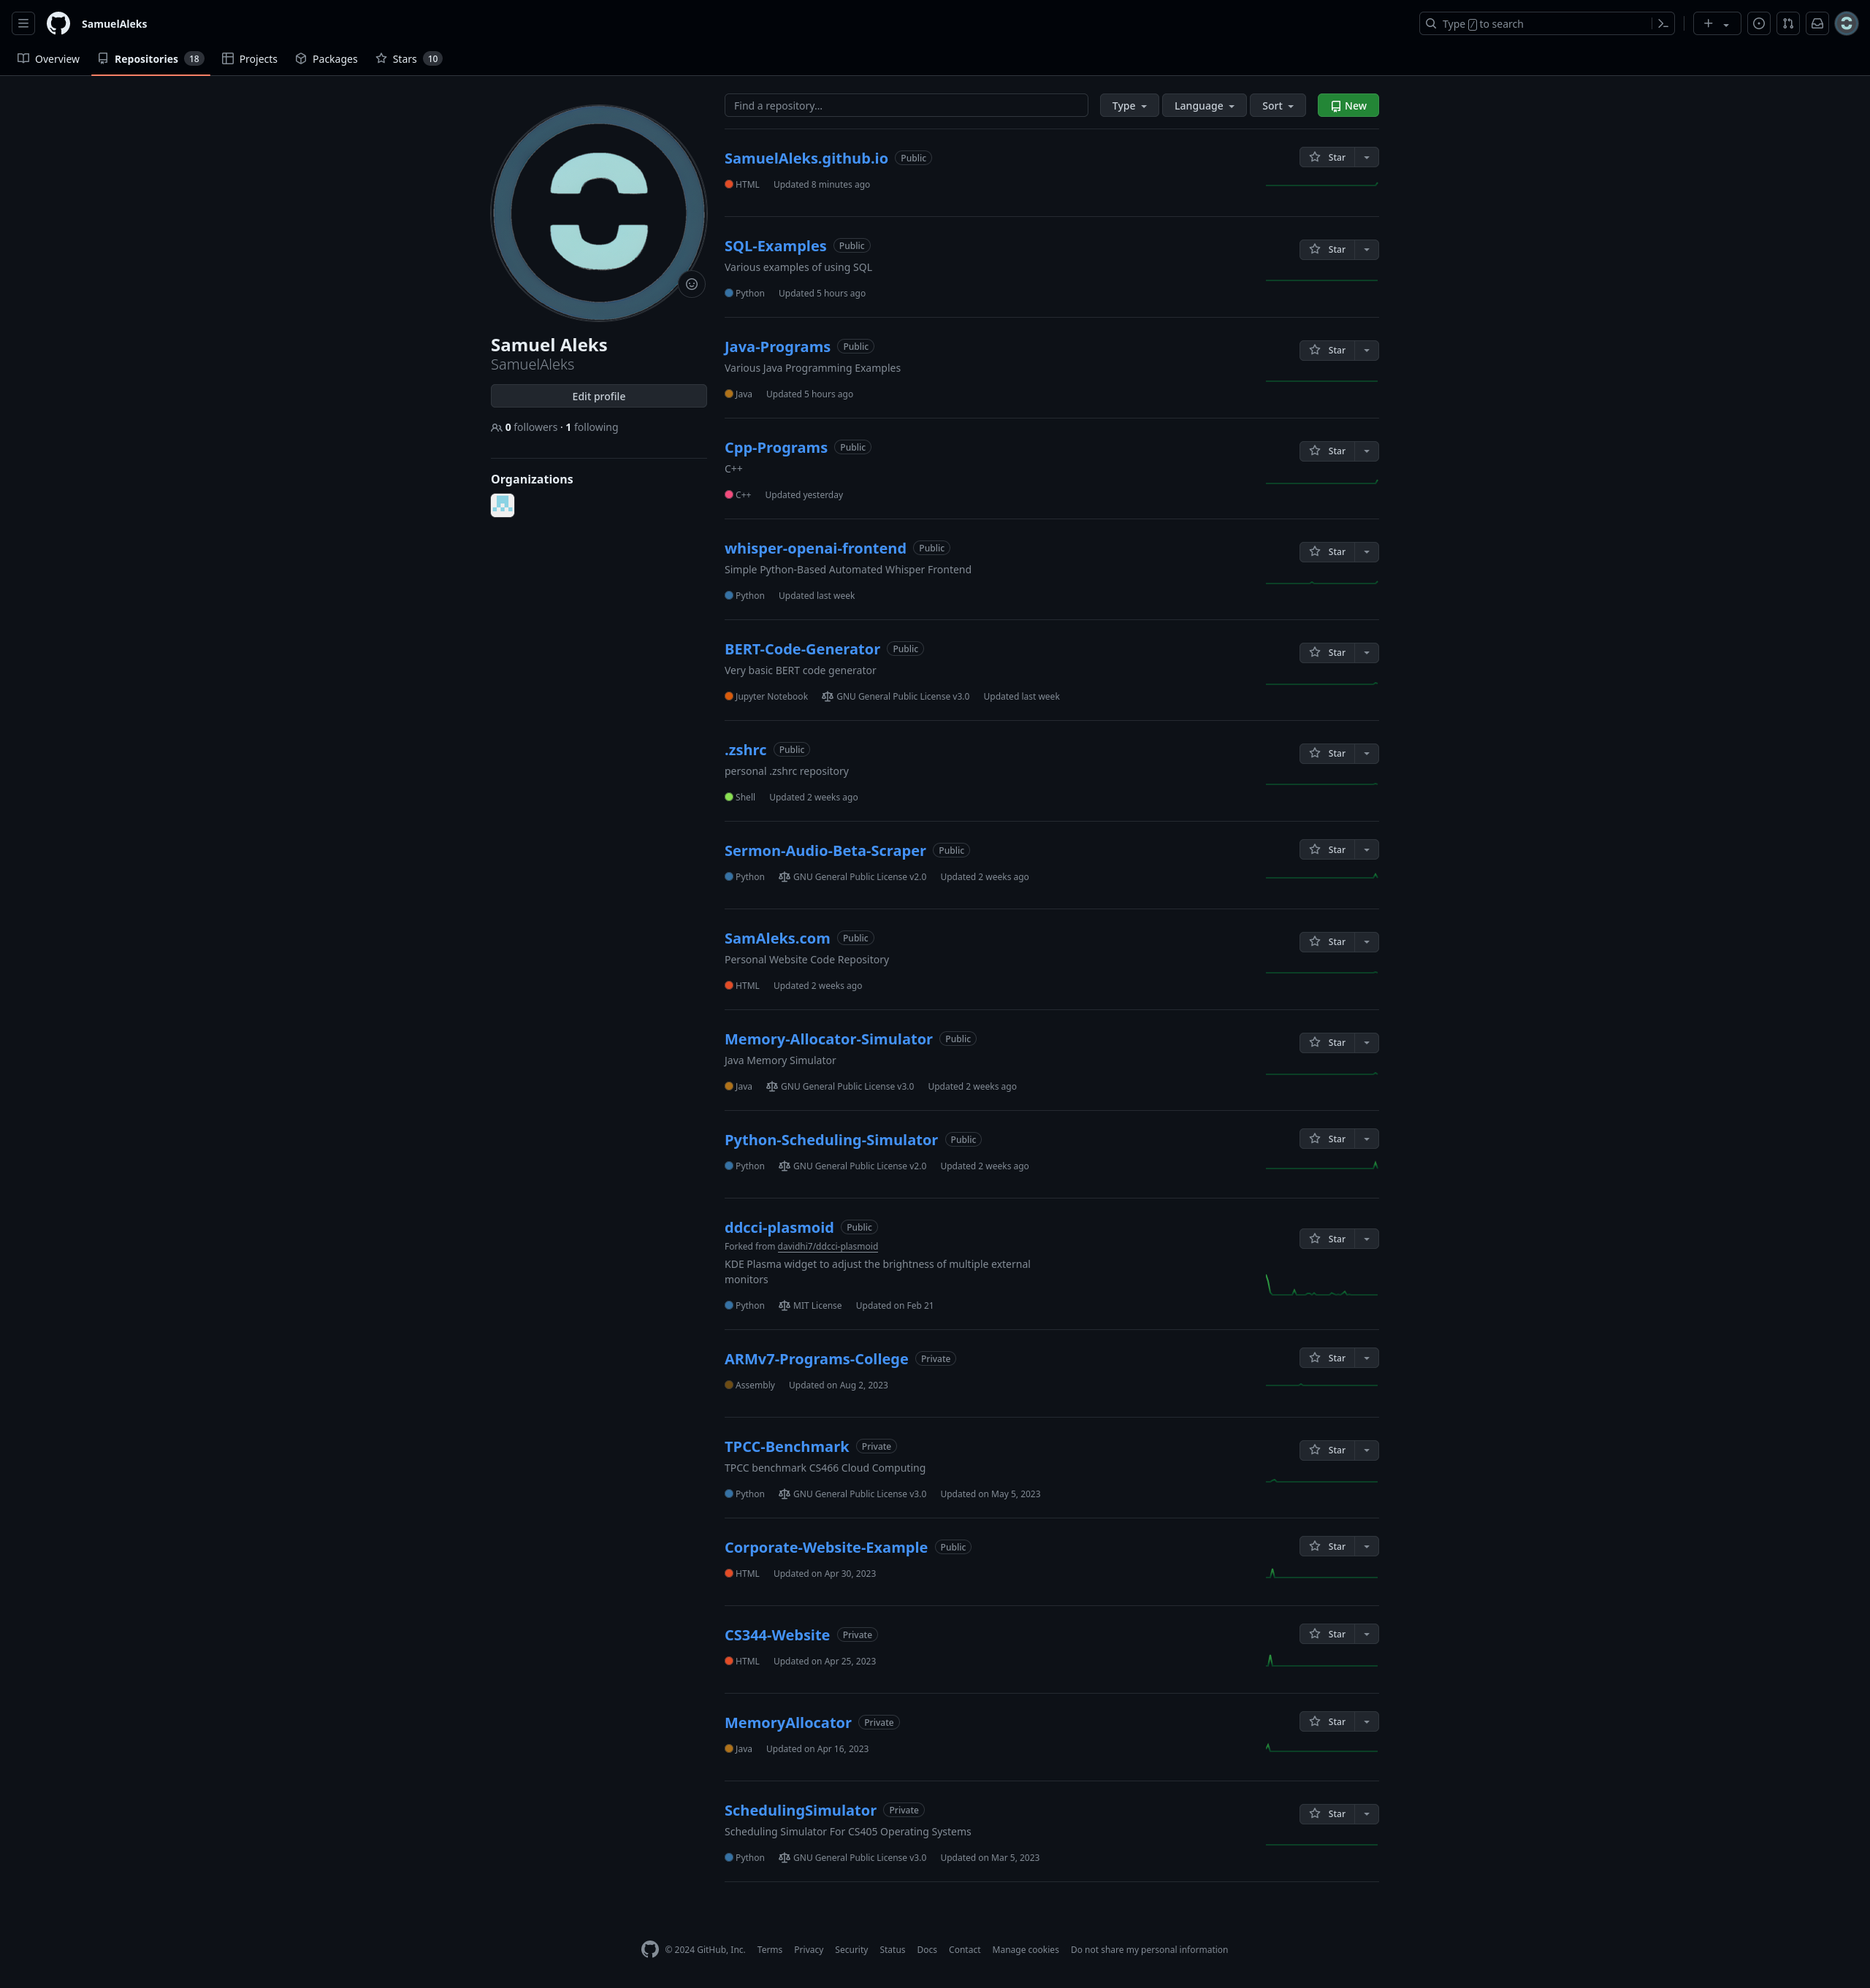 SamuelAleks
Type / to search
Overview
Repositories 18
Projects
Packages
Stars 10
Samuel Aleks
SamuelAleks
Edit profile
0 followers · 1 following
Organizations
Find a repository...
Type
Language
Sort
New
SamuelAleks.github.io Public
Star
HTML Updated 8 minutes ago
SQL-Examples Public
Star
Various examples of using SQL
Python Updated 5 hours ago
Java-Programs Public
Star
Various Java Programming Examples
Java Updated 5 hours ago
Cpp-Programs Public
Star
C++
C++ Updated yesterday
whisper-openai-frontend Public
Star
Simple Python-Based Automated Whisper Frontend
Python Updated last week
BERT-Code-Generator Public
Star
Very basic BERT code generator
Jupyter Notebook GNU General Public License v3.0 Updated last week
.zshrc Public
Star
personal .zshrc repository
Shell Updated 2 weeks ago
Sermon-Audio-Beta-Scraper Public
Star
Python GNU General Public License v2.0 Updated 2 weeks ago
SamAleks.com Public
Star
Personal Website Code Repository
HTML Updated 2 weeks ago
Memory-Allocator-Simulator Public
Star
Java Memory Simulator
Java GNU General Public License v3.0 Updated 2 weeks ago
Python-Scheduling-Simulator Public
Star
Python GNU General Public License v2.0 Updated 2 weeks ago
ddcci-plasmoid Public
Star
Forked from davidhi7/ddcci-plasmoid
KDE Plasma widget to adjust the brightness of multiple external
monitors
Python MIT License Updated on Feb 21
ARMv7-Programs-College Private
Star
Assembly Updated on Aug 2, 2023
TPCC-Benchmark Private
Star
TPCC benchmark CS466 Cloud Computing
Python GNU General Public License v3.0 Updated on May 5, 2023
Corporate-Website-Example Public
Star
HTML Updated on Apr 30, 2023
CS344-Website Private
Star
HTML Updated on Apr 25, 2023
MemoryAllocator Private
Star
Java Updated on Apr 16, 2023
SchedulingSimulator Private
Star
Scheduling Simulator For CS405 Operating Systems
Python GNU General Public License v3.0 Updated on Mar 5, 2023
© 2024 GitHub, Inc. Terms Privacy Security Status Docs Contact Manage cookies Do not share my personal information